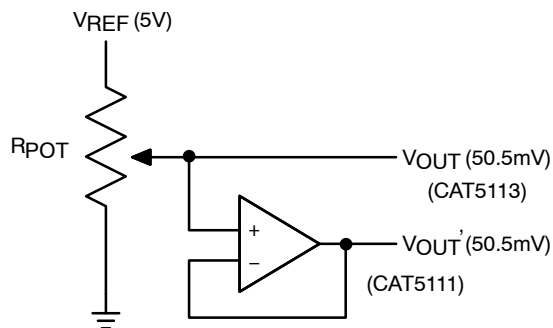 VREF (5V)
RPOT
VOUT (50.5mV)
(CAT5113)
+
−
VOUT' (50.5mV)
(CAT5111)